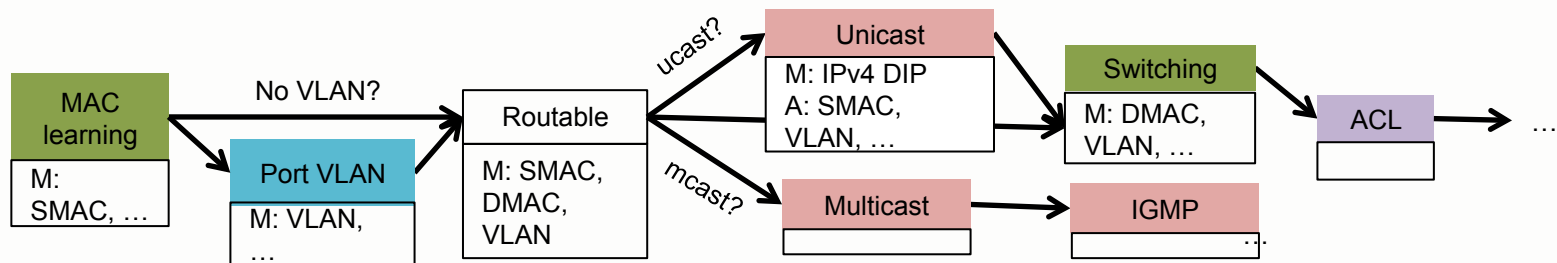 MAC
learning
M:
SMAC, …
No VLAN?
Port VLAN
M: VLAN,
…
Routable
M: SMAC,
DMAC,
VLAN
ucast?
mcast?
Unicast
M: IPv4 DIP
A: SMAC,
VLAN, …
Multicast
Switching
M: DMAC,
VLAN, …
IGMP
…
ACL
…